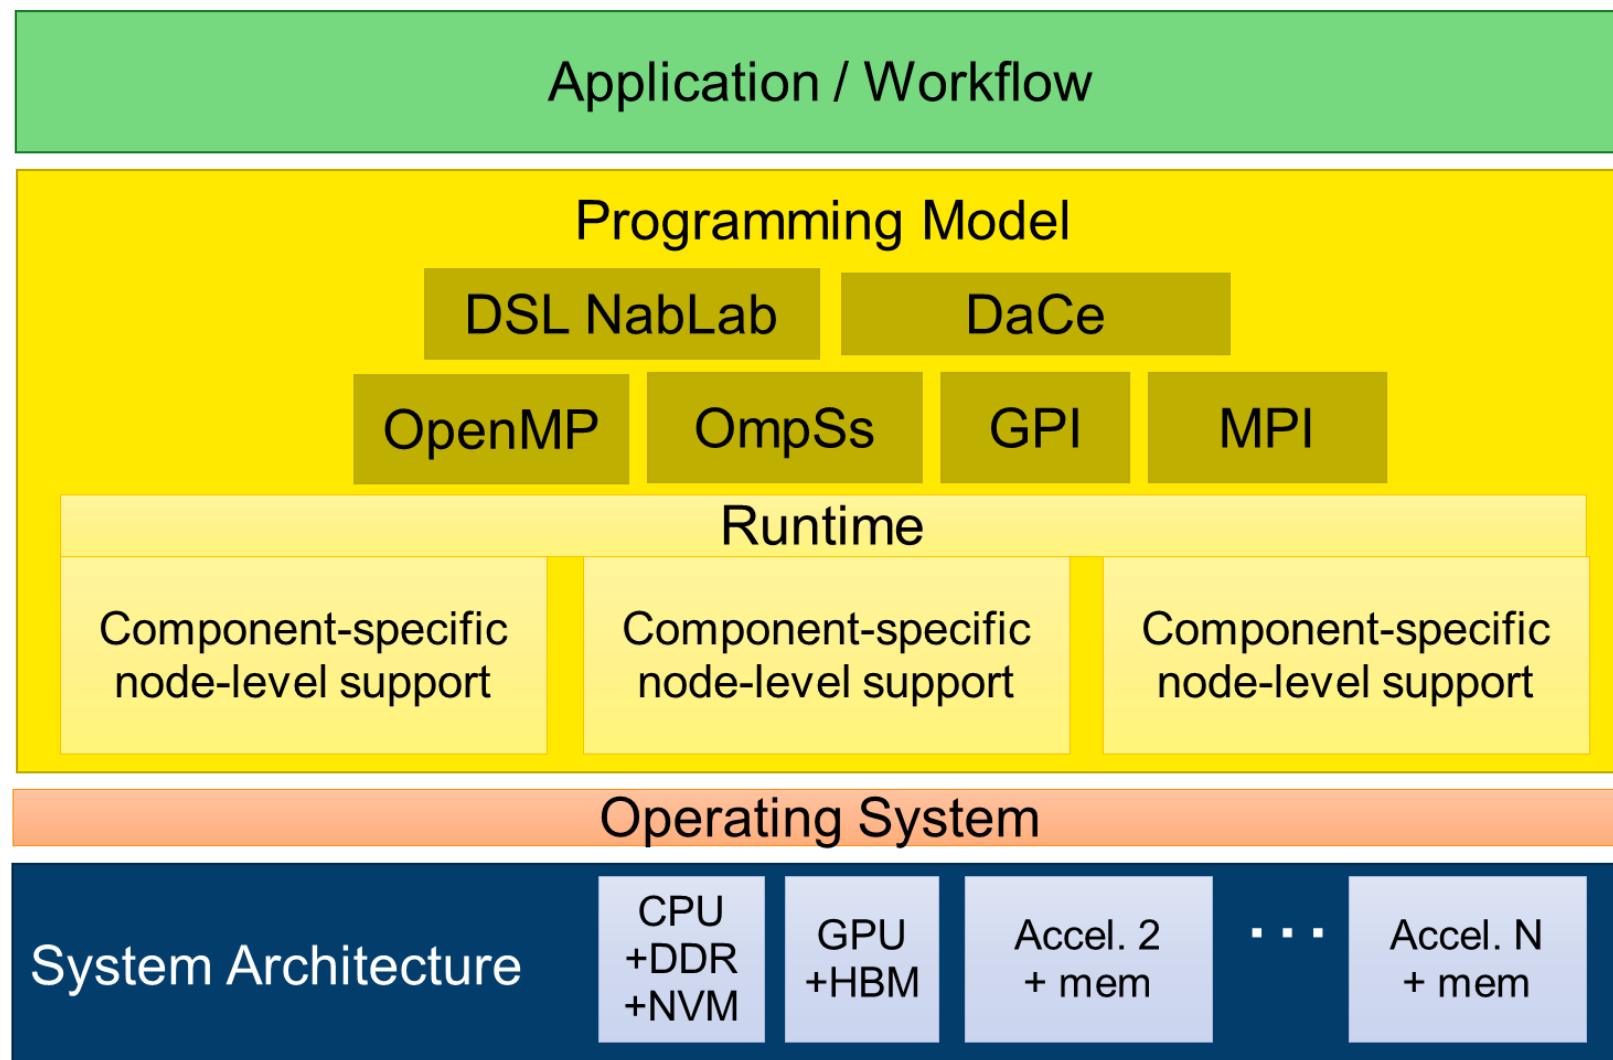 Application / Workflow
Programming Model
DSL NabLab
DaCe
OpenMP
OmpSs
GPI
MPI
Runtime
Component-specific
node-level support
Component-specific
node-level support
Component-specific
node-level support
Operating System
System Architecture
CPU
+DDR
+NVM
GPU
+HBM
Accel. 2
+ mem
...
Accel. N
+ mem